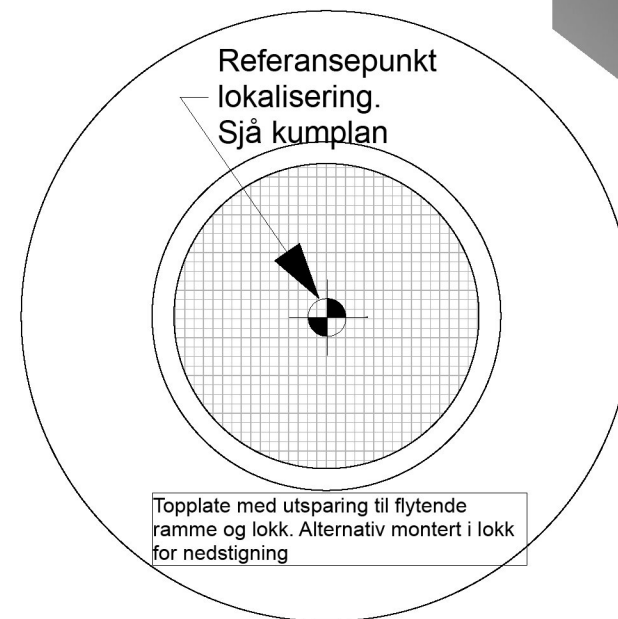 Referansepunkt
lokalisering.
Sjå kumplan
Topplate med utsparing til flytende
ramme og lokk. Alternativ montert i lokk
for nedstigning